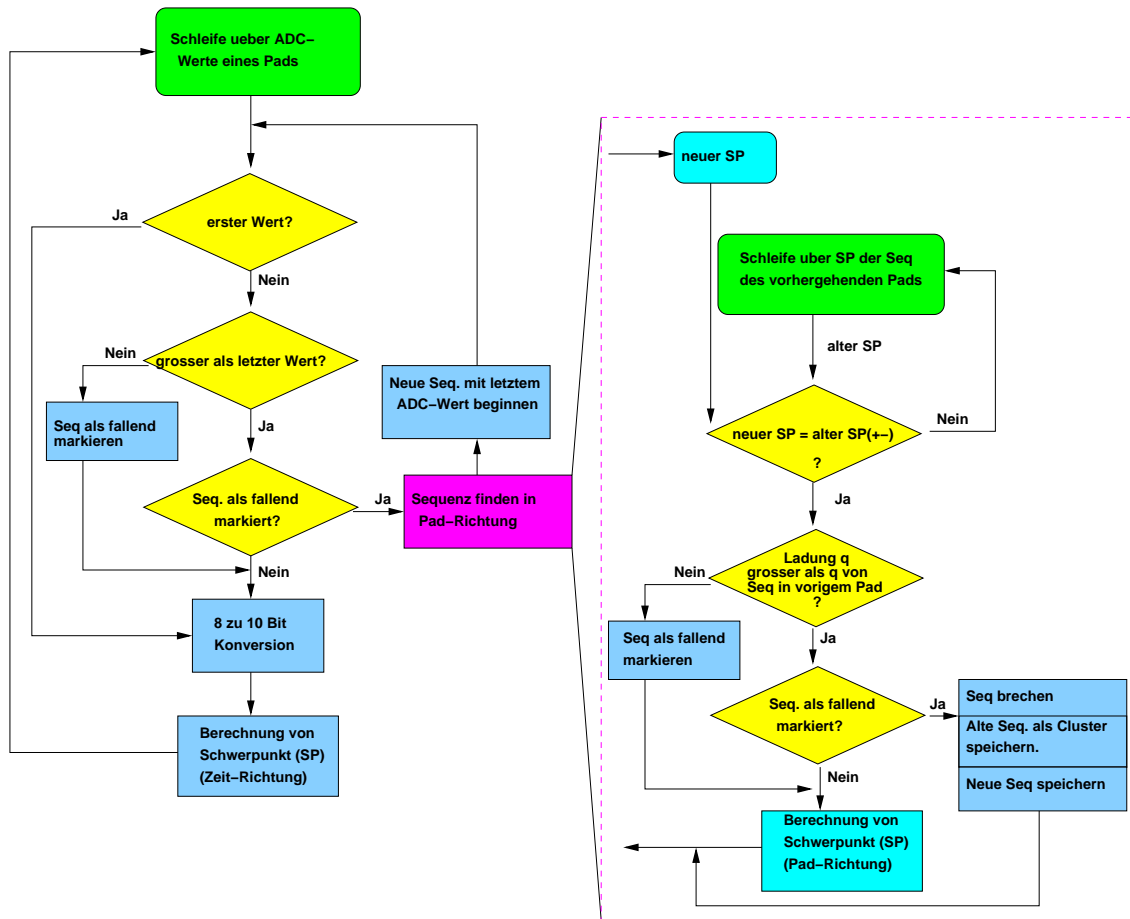 Schleife ueber ADC−
Werte eines Pads
erster Wert?
Ja
Nein
grosser als letzter Wert?
Nein
Seq als fallend
markieren
Ja
Seq. als fallend
markiert?
Ja
Nein
Neue Seq. mit letztem
ADC−Wert beginnen
Sequenz finden in
Pad−Richtung
8 zu 10 Bit
Konversion
Berechnung von
Schwerpunkt (SP)
(Zeit−Richtung)
neuer SP
Schleife uber SP der Seq
des vorhergehenden Pads
alter SP
neuer SP = alter SP(+−)
?
Nein
Ja
Ladung q
grosser als q von
Seq in vorigem Pad
?
Nein
Seq als fallend
markieren
Ja
Seq. als fallend
markiert?
Ja
Seq brechen
Alte Seq. als Cluster
speichern.
Neue Seq speichern
Nein
Berechnung von
Schwerpunkt (SP)
(Pad−Richtung)